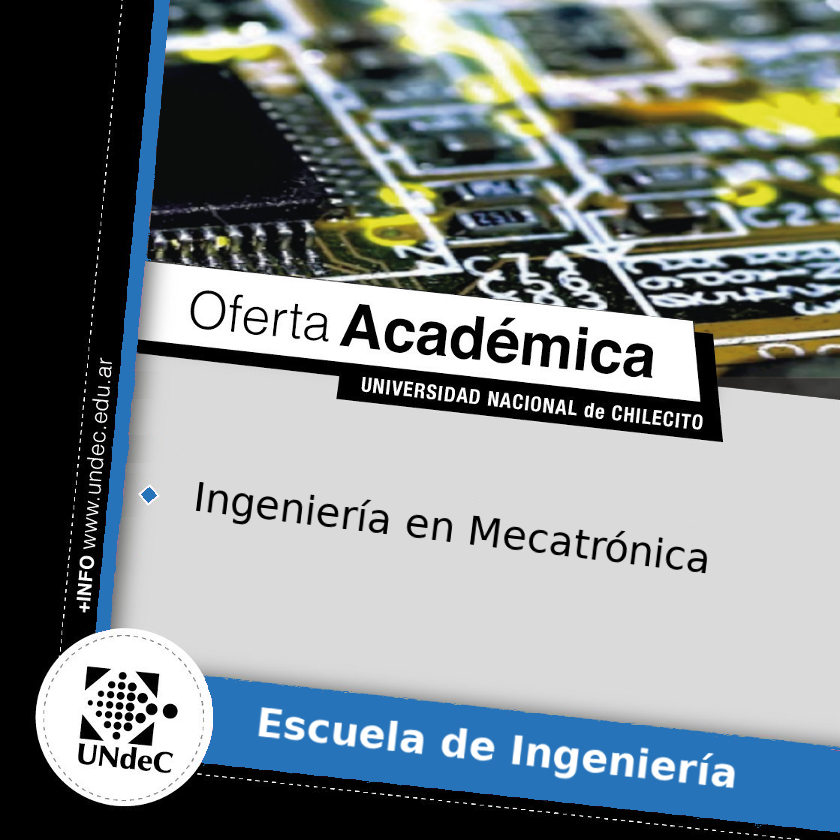 Oferta Académica
UNIVERSIDAD NACIONAL de CHILECITO
Ingeniería en Mecatrónica
+INFO www.undec.edu.ar
UNdeC
Escuela de Ingeniería